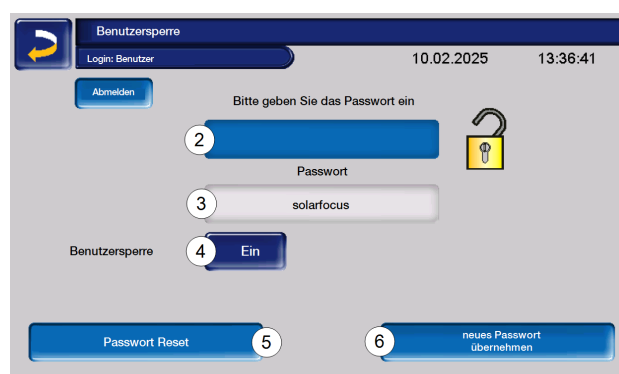 Benutzersperre
Login: Benutzer
10.02.2025 13:36:41
Abmelden
Bitte geben Sie das Passwort ein
2
Passwort
3 solarfocus
Benutzersperre 4 Ein
Passwort Reset 5
6 neues Passwort
übernehmen